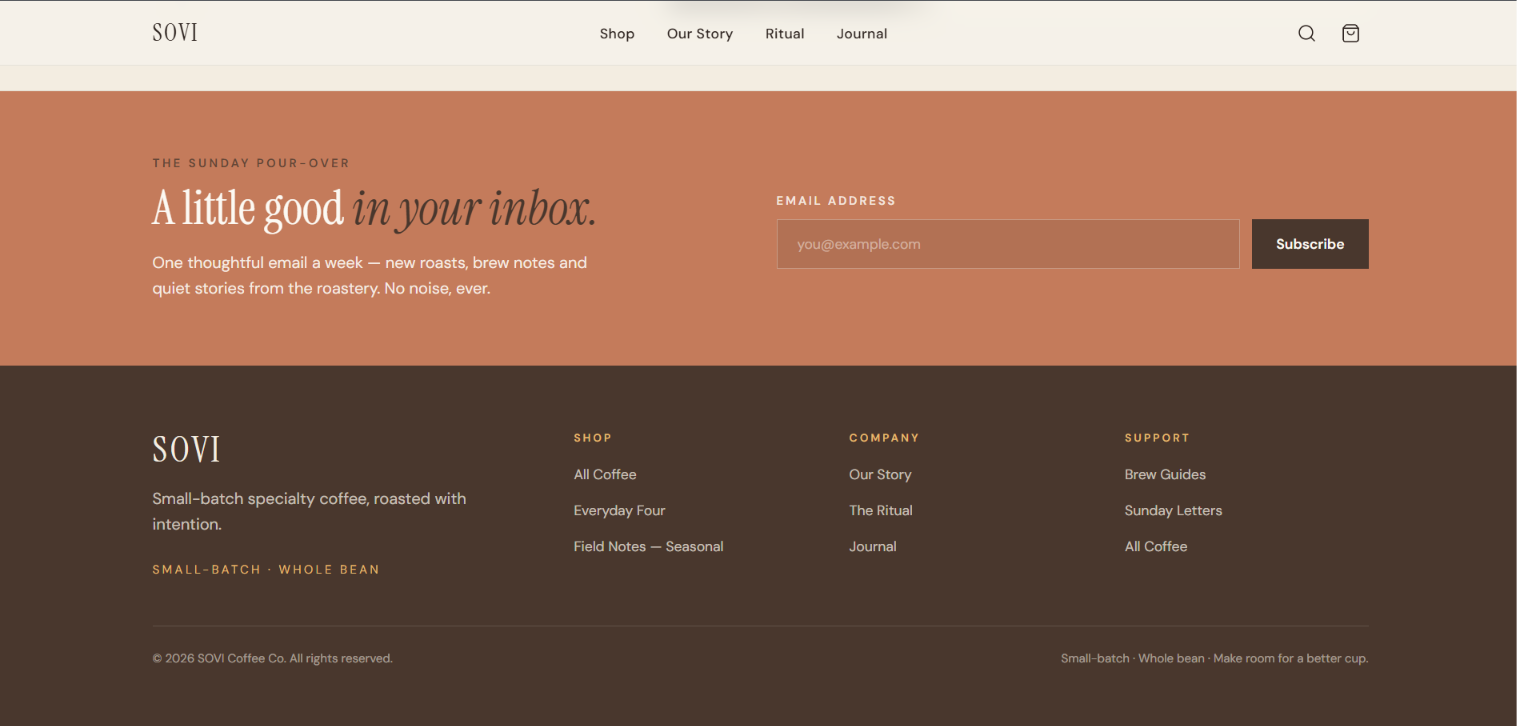 SOVI
Shop
Our Story
Ritual
Journal
THE SUNDAY POUR-OVER
A little good in your inbox.
One thoughtful email a week — new roasts, brew notes and
quiet stories from the roastery. No noise, ever.
EMAIL ADDRESS
you@example.com
Subscribe
SOVI
Small-batch specialty coffee, roasted with
intention.
SMALL-BATCH · WHOLE BEAN
SHOP
All Coffee
Everyday Four
Field Notes — Seasonal
COMPANY
Our Story
The Ritual
Journal
SUPPORT
Brew Guides
Sunday Letters
All Coffee
© 2026 SOVI Coffee Co. All rights reserved.
Small-batch · Whole bean · Make room for a better cup.